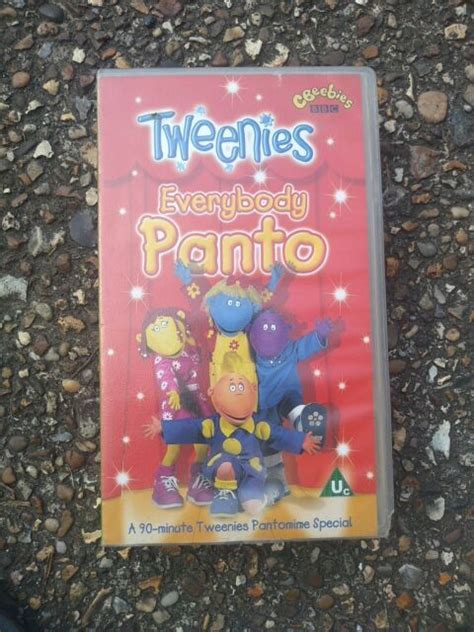 CBeebies
BBC
Tweenies
Everybody
Panto
Uc
A 90-minute Tweenies Pantomime Special